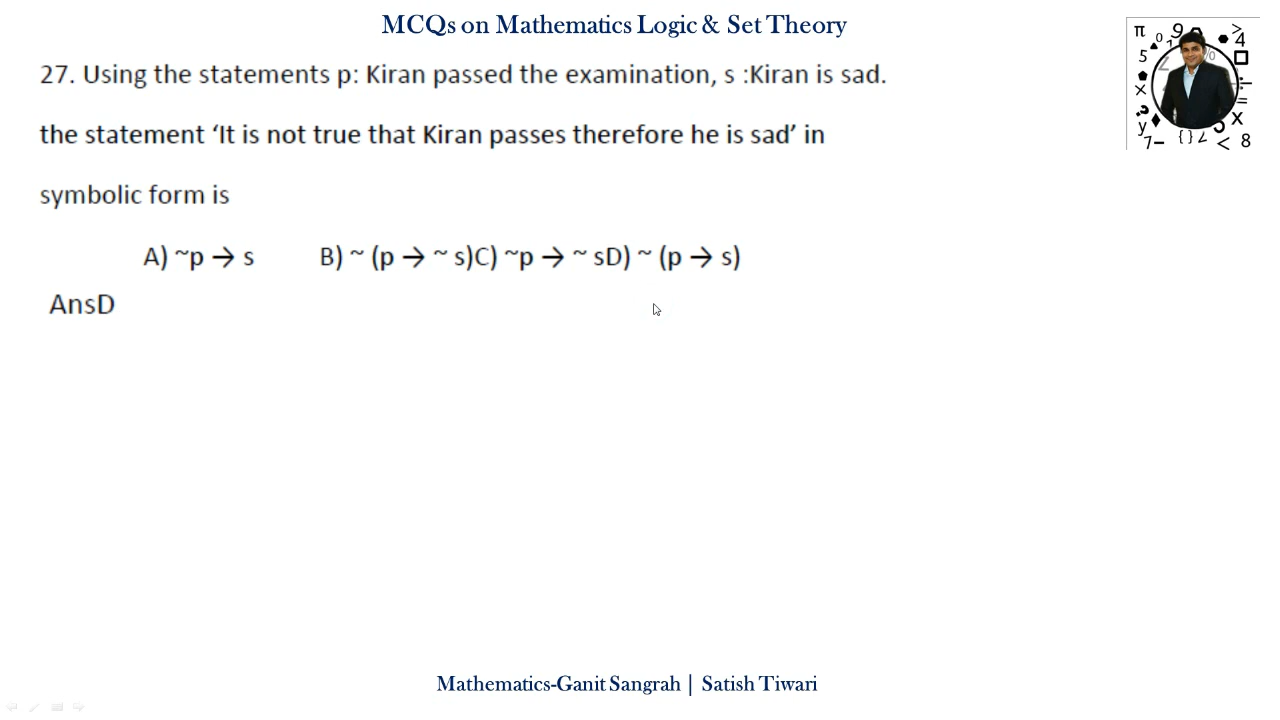 MCQs on Mathematics Logic & Set Theory
27. Using the statements p: Kiran passed the examination, s :Kiran is sad.
the statement ‘It is not true that Kiran passes therefore he is sad’ in
symbolic form is
A) ~p → s B) ~ (p → ~ s)C) ~p → ~ sD) ~ (p → s)
AnsD
Mathematics-Ganit Sangrah | Satish Tiwari